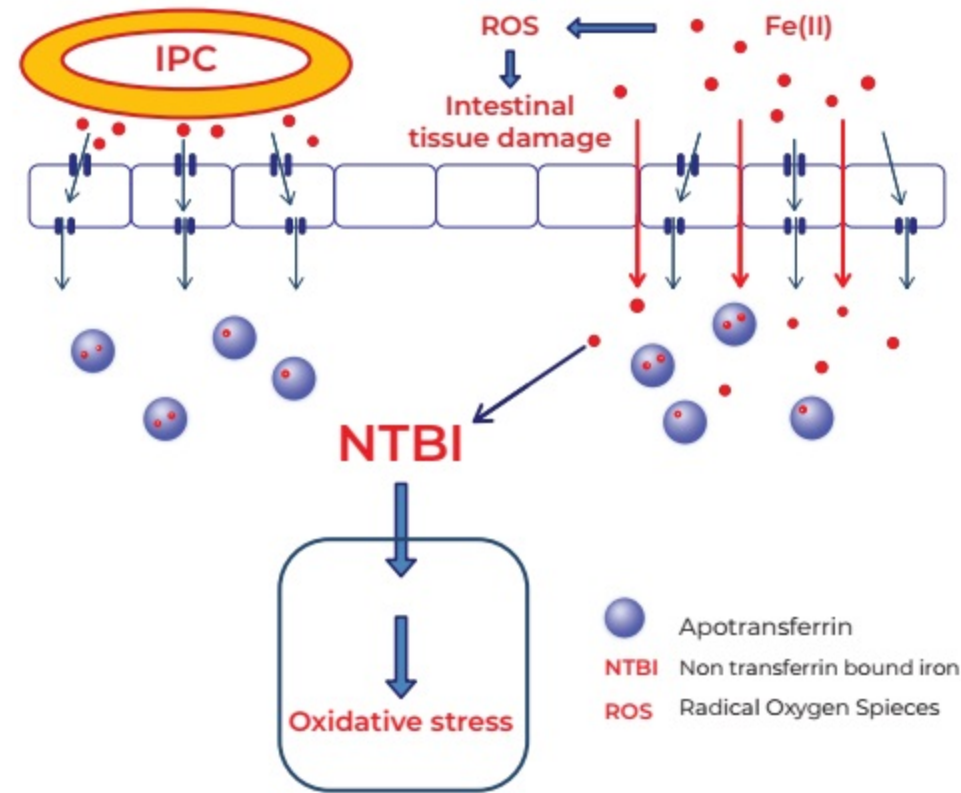 IPC
ROS
Fe(II)
Intestinal
tissue damage
NTBI
Oxidative stress
Apotransferrin
NTBI Non transferrin bound iron
ROS Radical Oxygen Spieces